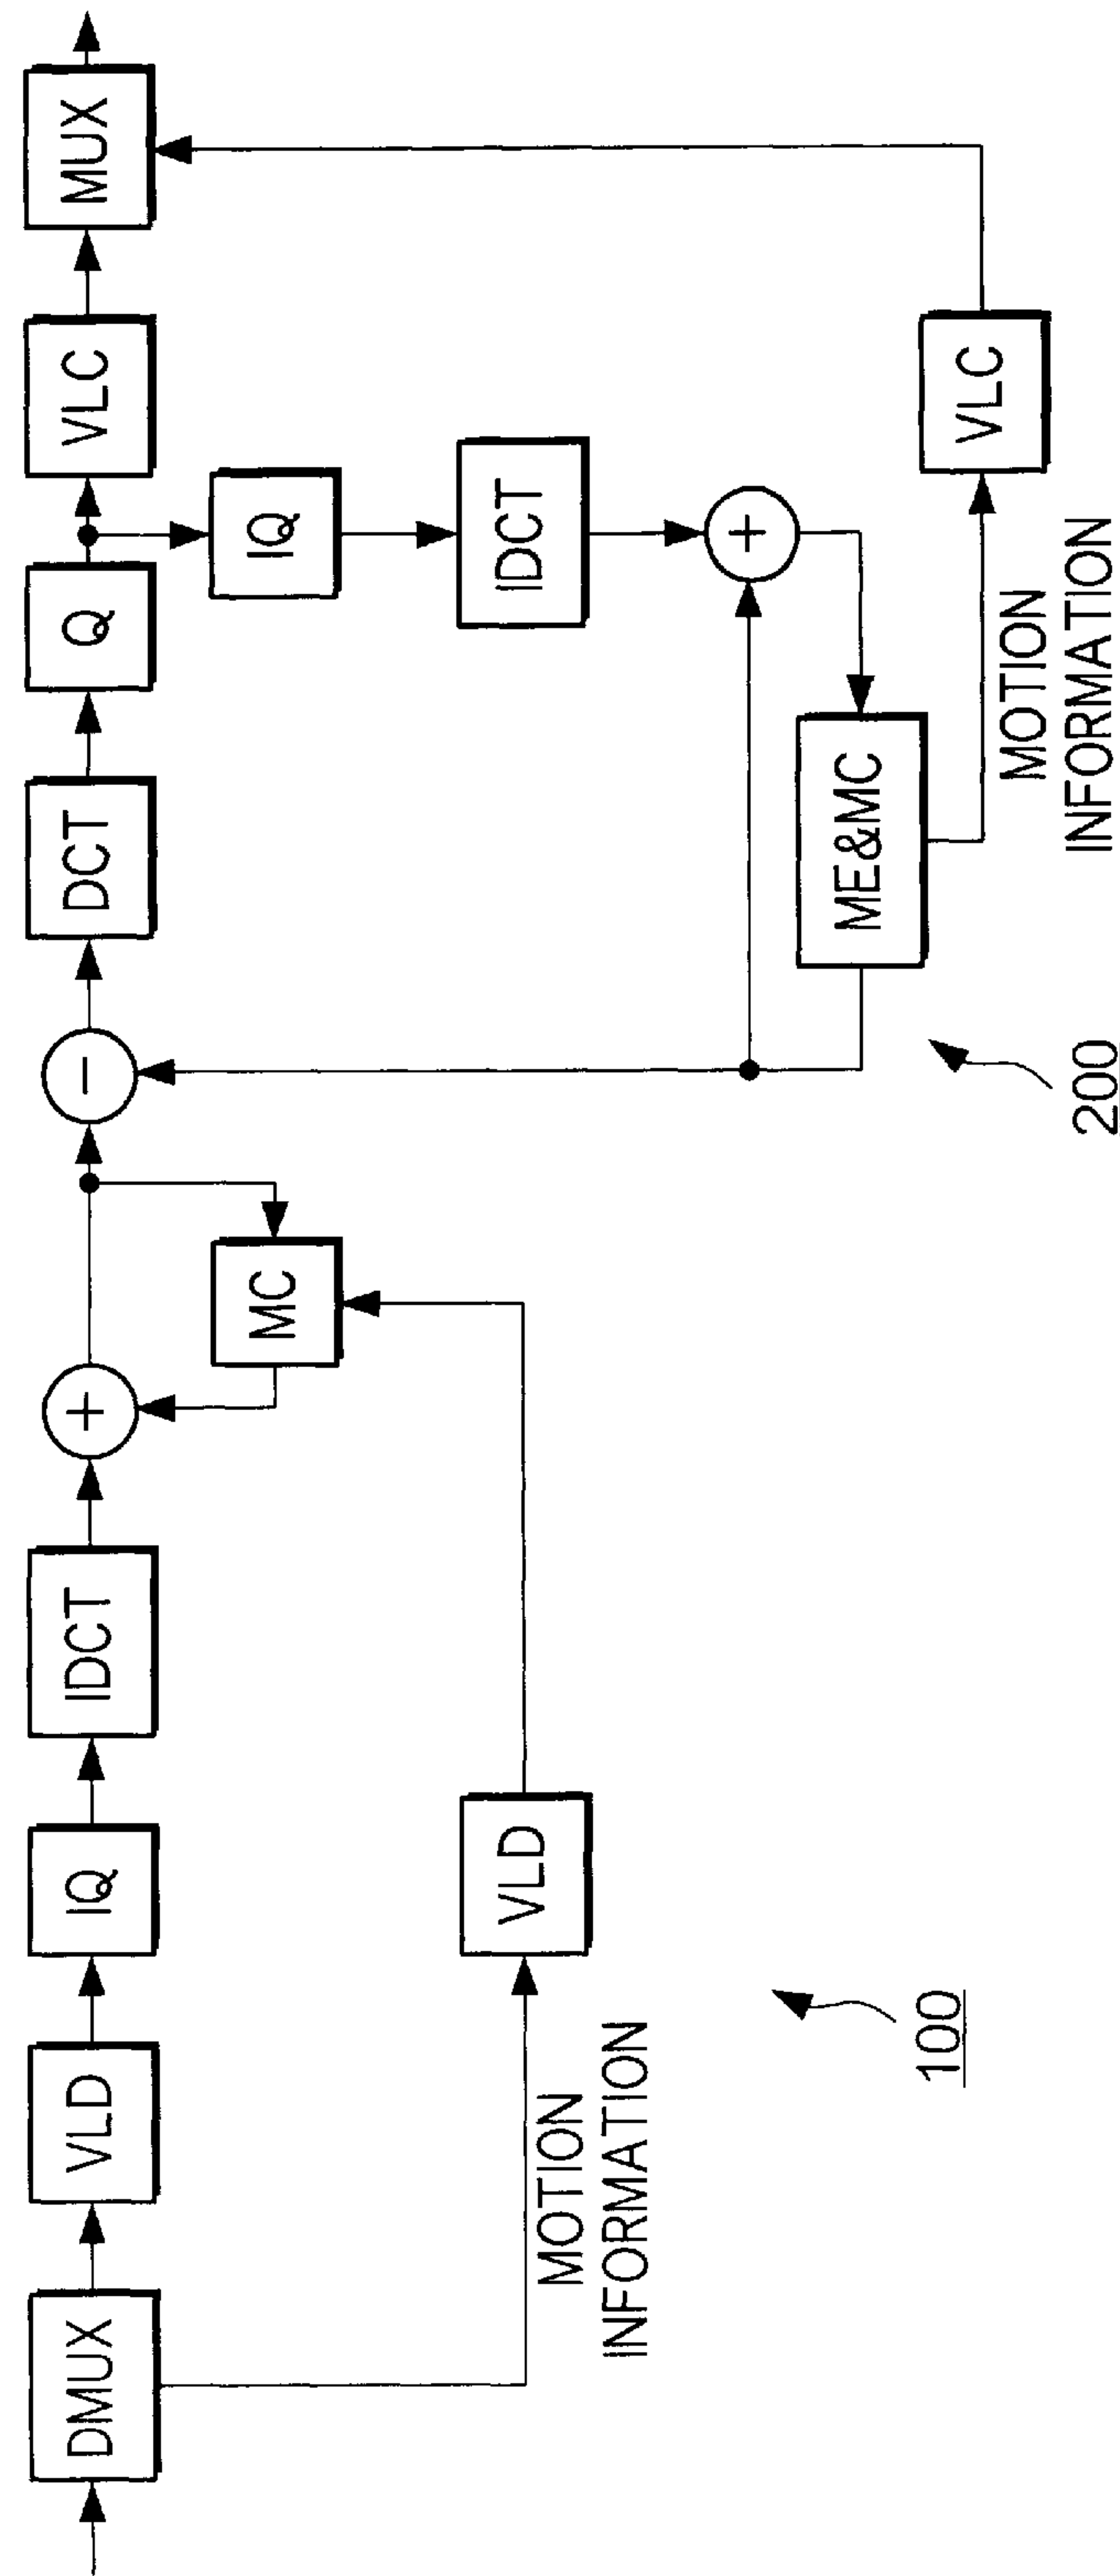 DMUX
VLD
IQ
IDCT
+
-
DCT
Q
VLC
MUX
MC
IQ
IDCT
+
VLD
MOTION
INFORMATION
100
ME&MC
VLC
MOTION
INFORMATION
200